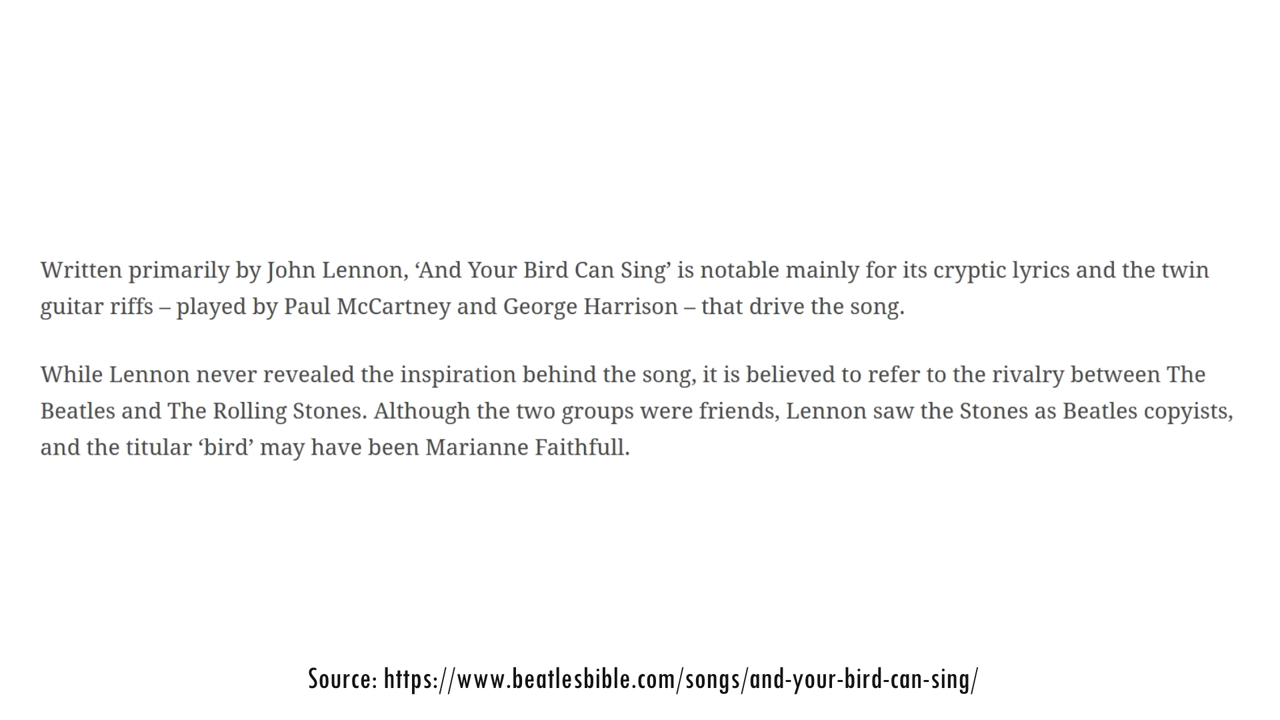 Written primarily by John Lennon, ‘And Your Bird Can Sing’ is notable mainly for its cryptic lyrics and the twin
guitar riffs – played by Paul McCartney and George Harrison – that drive the song.
While Lennon never revealed the inspiration behind the song, it is believed to refer to the rivalry between The
Beatles and The Rolling Stones. Although the two groups were friends, Lennon saw the Stones as Beatles copyists,
and the titular ‘bird’ may have been Marianne Faithfull.
Source: https://www.beatlesbible.com/songs/and-your-bird-can-sing/